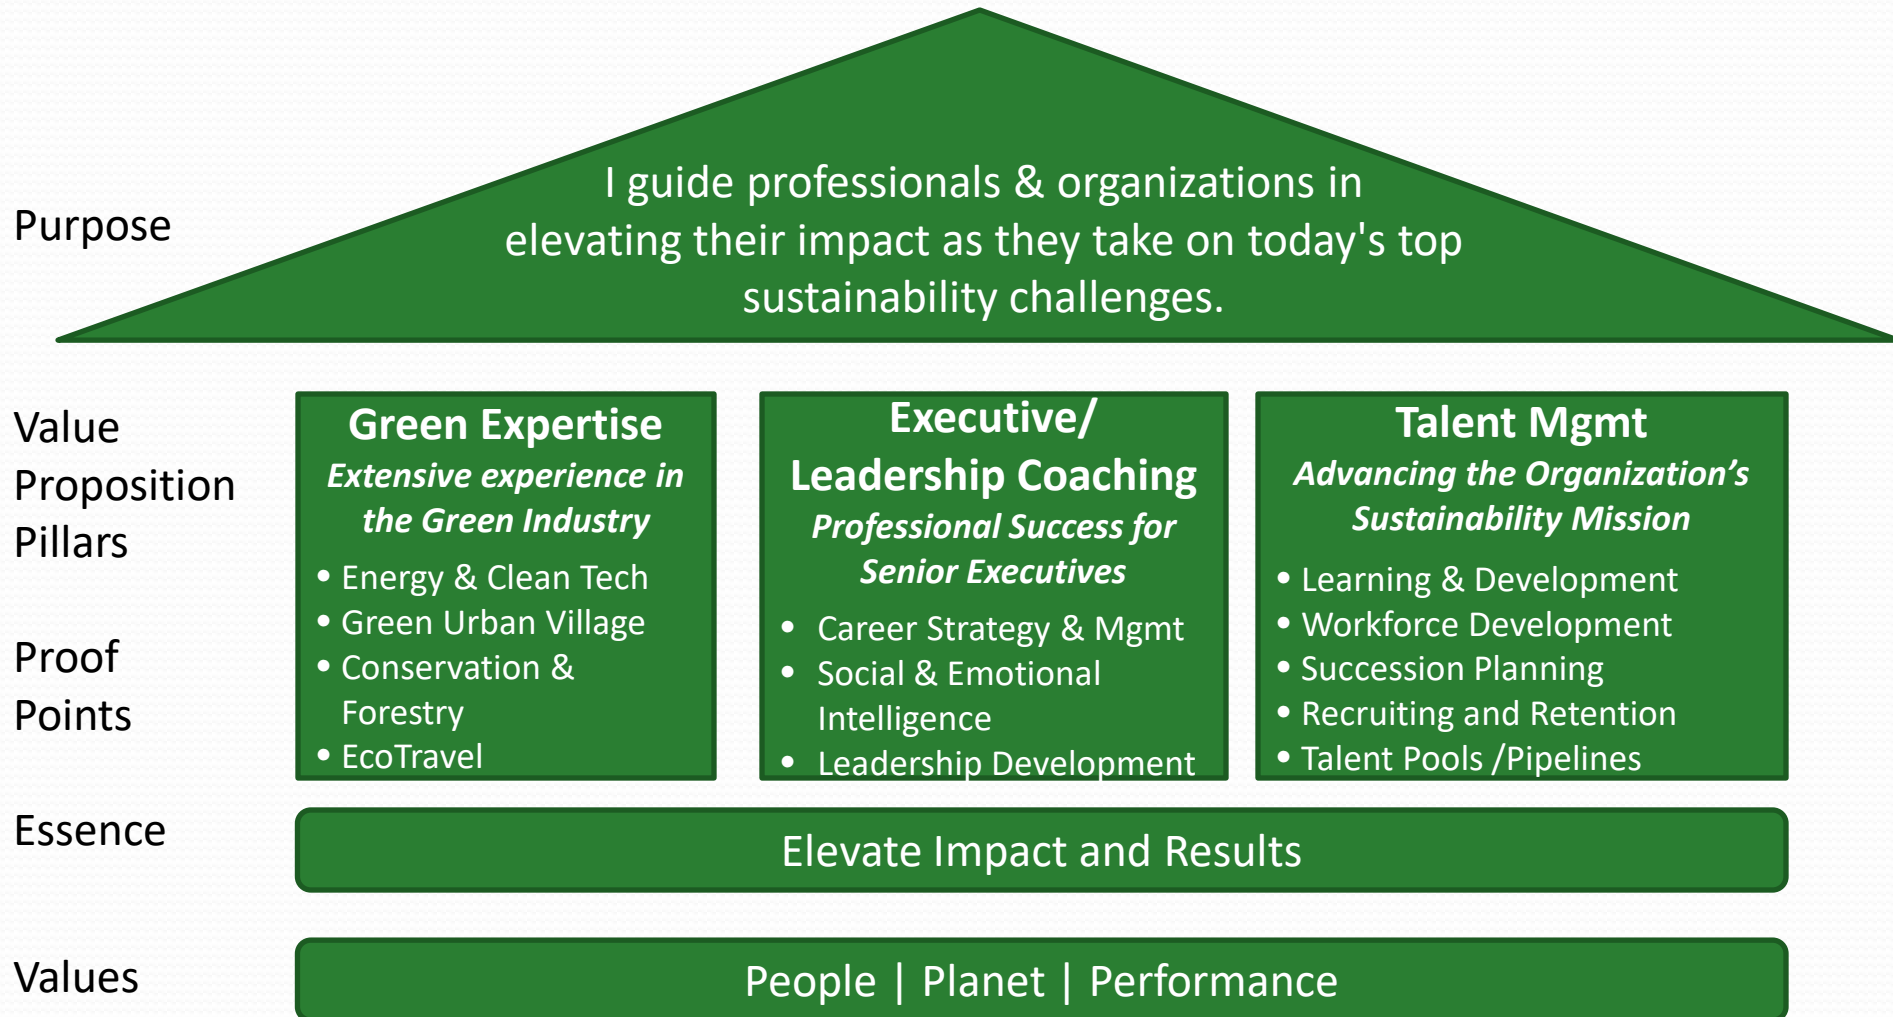 Purpose
I guide professionals & organizations in
elevating their impact as they take on today's top
sustainability challenges.
Value
Proposition
Pillars
Proof
Points
Green Expertise
Extensive experience in
the Green Industry
• Energy & Clean Tech
• Green Urban Village
• Conservation &
Forestry
• EcoTravel
Executive/
Leadership Coaching
Professional Success for
Senior Executives
• Career Strategy & Mgmt
• Social & Emotional
Intelligence
• Leadership Development
Talent Mgmt
Advancing the Organization’s
Sustainability Mission
• Learning & Development
• Workforce Development
• Succession Planning
• Recruiting and Retention
• Talent Pools /Pipelines
Essence
Elevate Impact and Results
Values
People | Planet | Performance